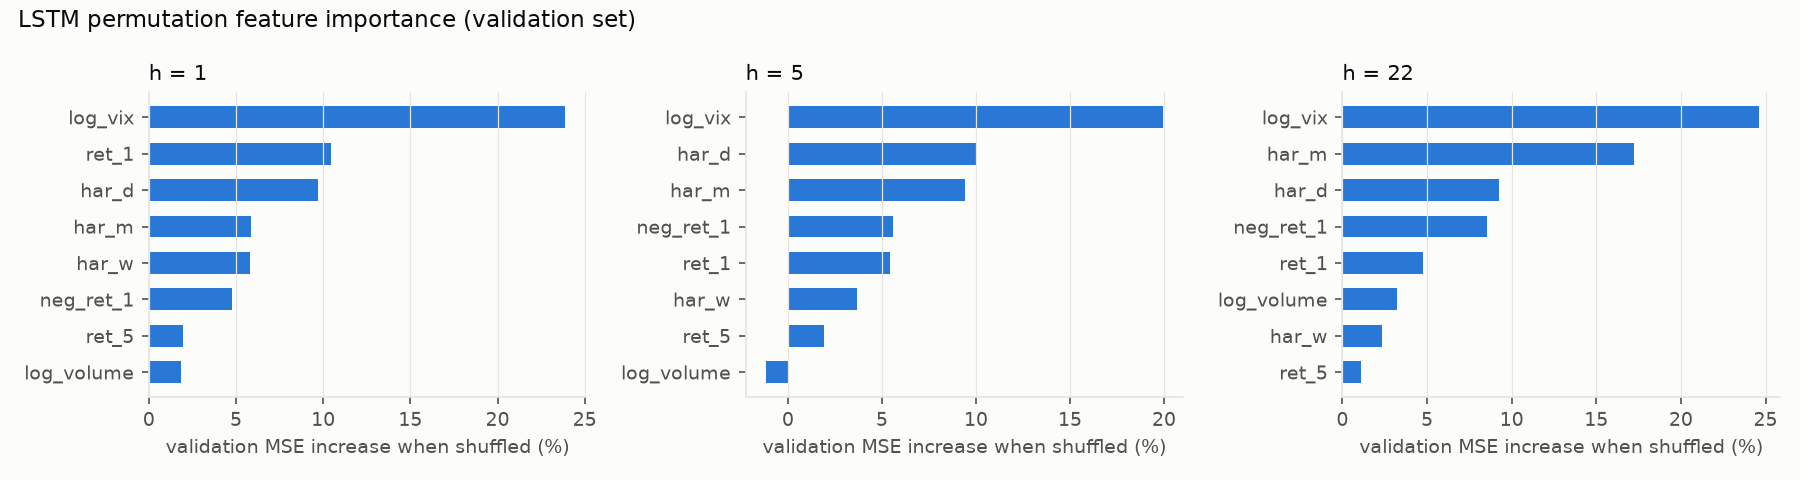 LSTM permutation feature importance (validation set)
h = 1
log_vix
ret_1
har_d
har_m
har_w
neg_ret_1
ret_5
log_volume
0 5 10 15 20 25
validation MSE increase when shuffled (%)
h = 5
log_vix
har_d
har_m
neg_ret_1
ret_1
har_w
ret_5
log_volume
0 5 10 15 20
validation MSE increase when shuffled (%)
h = 22
log_vix
har_m
har_d
neg_ret_1
ret_1
log_volume
har_w
ret_5
0 5 10 15 20 25
validation MSE increase when shuffled (%)